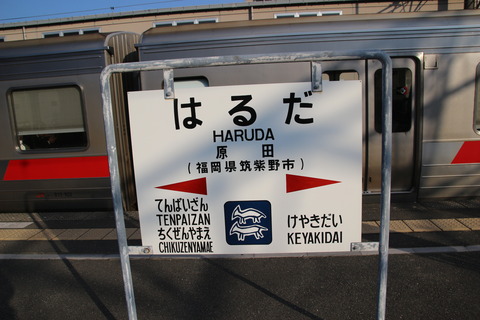 はるだ
HARUDA
原田
(福岡県筑紫野市)
てんぱいざん
TENPAIZAN
ちくぜんやまえ
CHIKUZENYAMAE
けやきだい
KEYAKIDAI